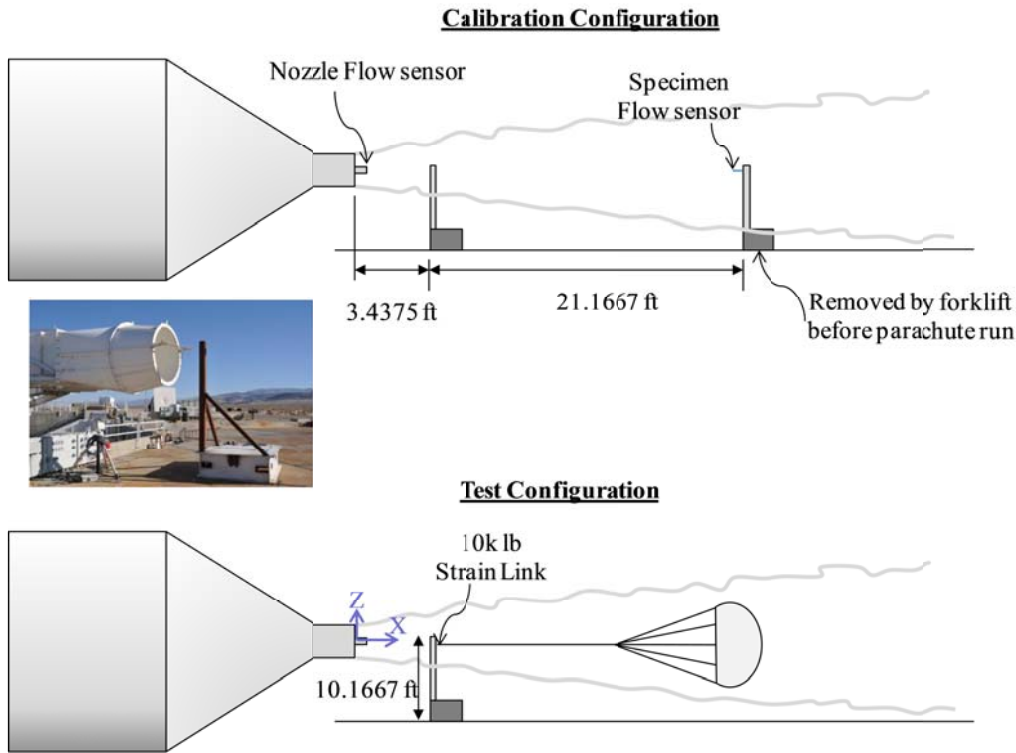 Calibration Configuration
Nozzle Flow sensor
Specimen
Flow sensor
3.4375 ft
21.1667 ft
Removed by forklift
before parachute run
Test Configuration
10k lb
Strain Link
Z
X
10.1667 ft